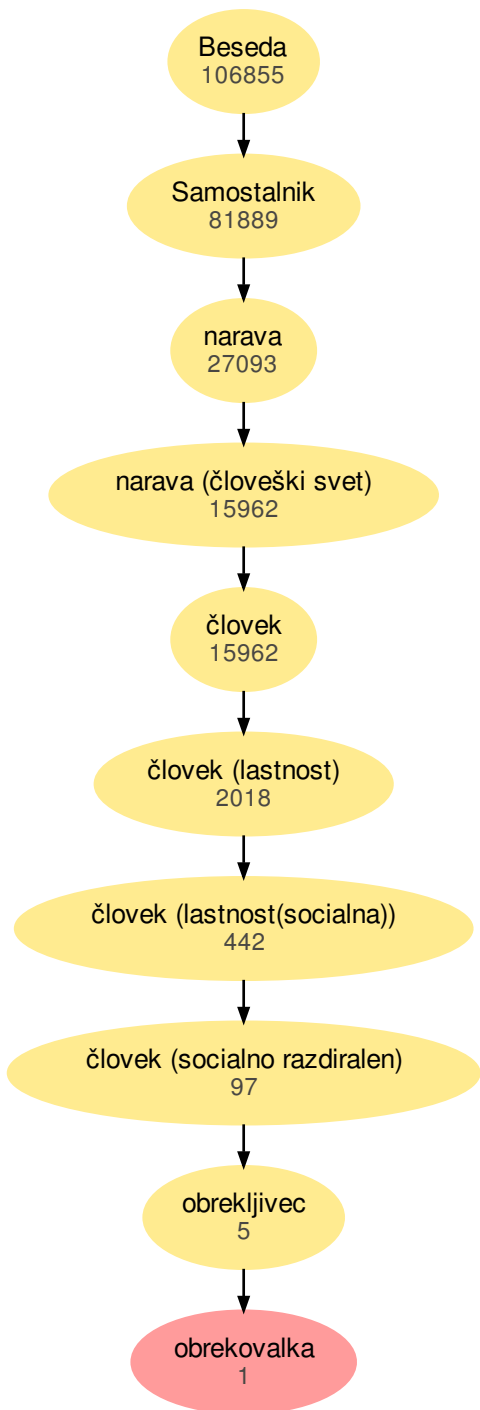 Beseda
106855
Samostalnik
81889
narava
27093
narava (človeški svet)
15962
človek
15962
človek (lastnost)
2018
človek (lastnost(socialna))
442
človek (socialno razdiralen)
97
obrekljivec
5
obrekovalka
1